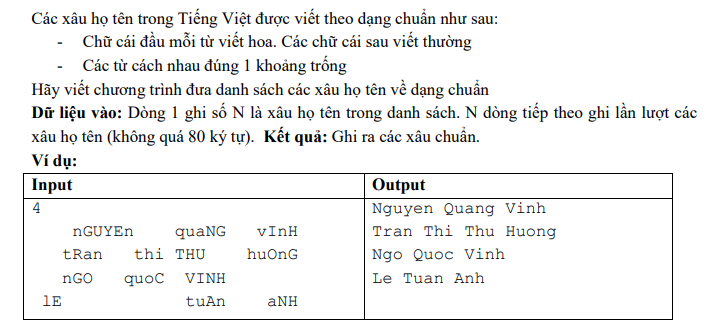 Các xâu họ tên trong Tiếng Việt được viết theo dạng chuẩn như sau:
- Chữ cái đầu mỗi từ viết hoa. Các chữ cái sau viết thường
- Các từ cách nhau đúng 1 khoảng trống
Hãy viết chương trình đưa danh sách các xâu họ tên về dạng chuẩn
Dữ liệu vào: Dòng 1 ghi số N là xâu họ tên trong danh sách. N dòng tiếp theo ghi lần lượt các
xâu họ tên (không quá 80 ký tự). Kết quả: Ghi ra các xâu chuẩn.
Ví dụ:
Input Output
4 Nguyen Quang Vinh
nGUYEn quaNG vInH Tran Thi Thu Huong
tRan thi THU huOnG Ngo Quoc Vinh
nGO quoC VINH Le Tuan Anh
lE tuAn aNH